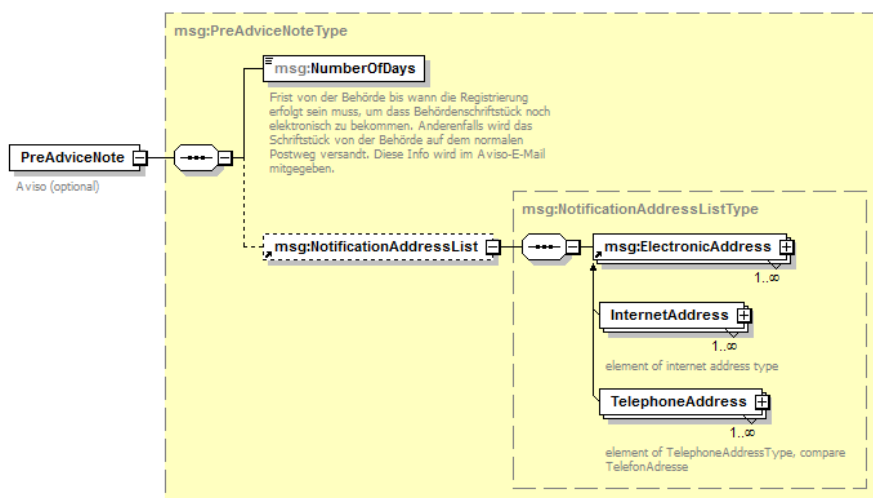 msg:PreAdviceNoteType
msg:NumberOfDays
Frist von der Behörde bis wann die Registrierung
erfolgt sein muss, um dass Behördenschriftstück noch
elektronisch zu bekommen. Anderenfalls wird das
Schriftstück von der Behörde auf dem normalen
Postweg versandt. Diese Info wird im Aviso-E-Mail
mitgegeben.
PreAdviceNote
Aviso (optional)
msg:NotificationAddressList
msg:NotificationAddressListType
msg:ElectronicAddress
1..∞
InternetAddress
1..∞
element of internet address type
TelephoneAddress
1..∞
element of TelephoneAddressType, compare
TelefonAdresse